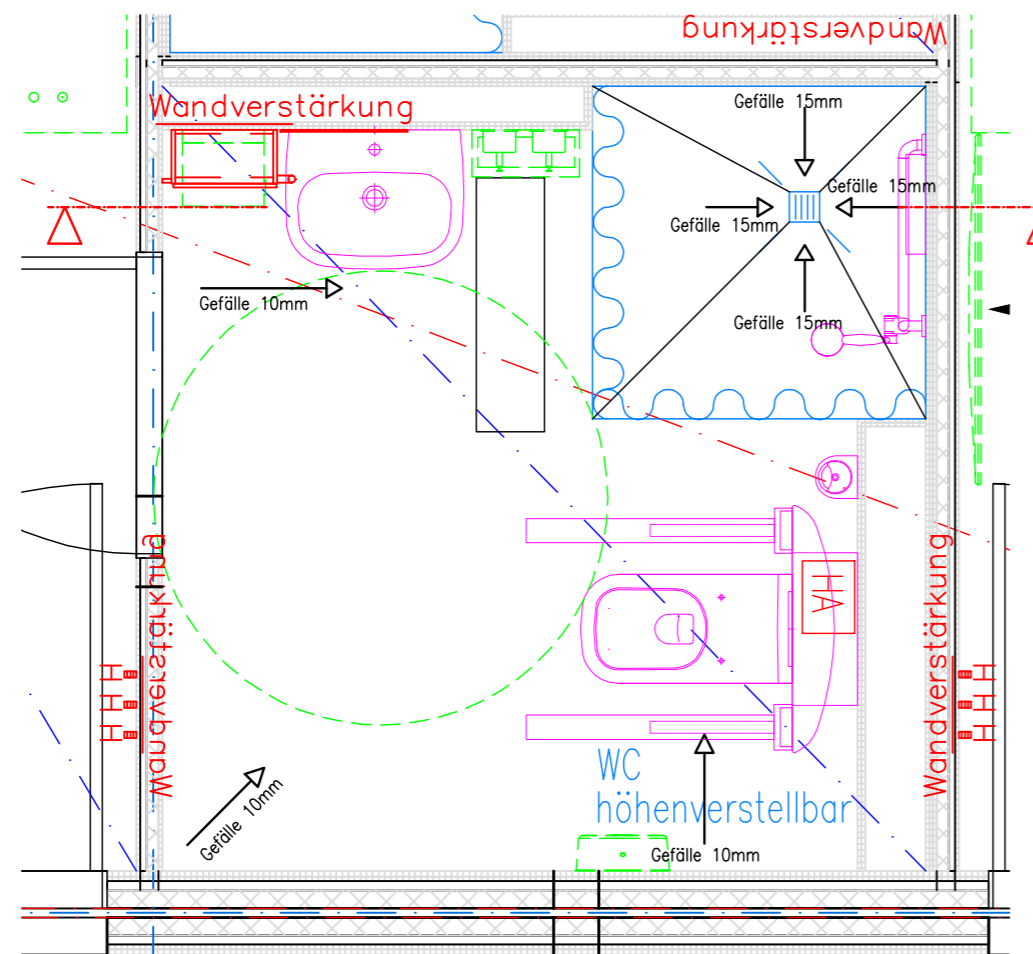 Wandverstärkung
Wandverstärkung
Gefälle 15mm
Gefälle 15mm
Gefälle 15mm
Gefälle 10mm
Gefälle 15mm
Wandverstärkung
Wandverstärkung
HA
H
H
H
H
H
H
WC
höhenverstellbar
Gefälle 10mm
Gefälle 10mm